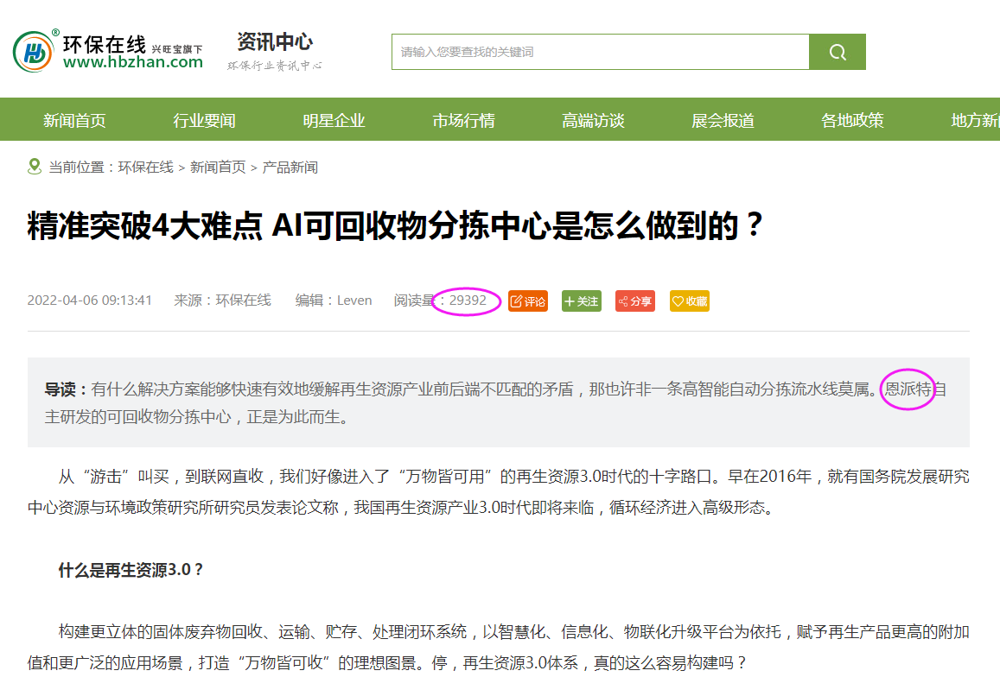 环保在线 兴旺宝旗下
www.hbzhan.com
资讯中心
环保行业资讯中心
请输入您要查找的关键词
新闻首页 行业要闻 明星企业 市场行情 高端访谈 展会报道 各地政策 地方新
当前位置：环保在线 > 新闻首页 > 产品新闻
精准突破4大难点 AI可回收物分拣中心是怎么做到的？
2022-04-06 09:13:41 来源：环保在线 编辑：Leven 阅读量：29392 评论 关注 分享 收藏
导读：有什么解决方案能够快速有效地缓解再生资源产业前后端不匹配的矛盾，那也许非一条高智能自动分拣流水线莫属。恩派特自
主研发的可回收物分拣中心，正是为此而生。
从“游击”叫买，到联网直收，我们好像进入了“万物皆可用”的再生资源3.0时代的十字路口。早在2016年，就有国务院发展研究
中心资源与环境政策研究所研究员发表论文称，我国再生资源产业3.0时代即将来临，循环经济进入高级形态。
什么是再生资源3.0？
构建更立体的固体废弃物回收、运输、贮存、处理闭环系统，以智慧化、信息化、物联化升级平台为依托，赋予再生产品更高的附加
值和更广泛的应用场景，打造“万物皆可收”的理想图景。停，再生资源3.0体系，真的这么容易构建吗？